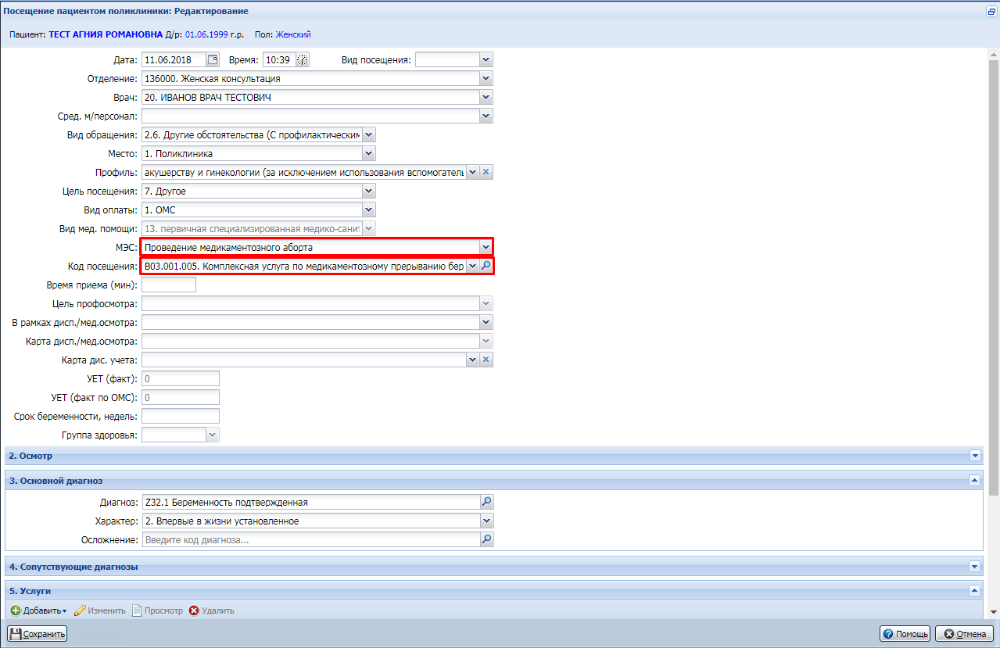 Посещение пациентом поликлиники: Редактирование
Пациент: ТЕСТ АГНИЯ РОМАНОВНА Д/р: 01.06.1999 г.р. Пол: Женский
Дата: 11.06.2018 Время: 10:39 Вид посещения:
Отделение: 136000. Женская консультация
Врач: 20. ИВАНОВ ВРАЧ ТЕСТОВИЧ
Сред. м/персонал:
Вид обращения: 2.6. Другие обстоятельства (С профилактическим
Место: 1. Поликлиника
Профиль: акушерству и гинекологии (за исключением использования вспомогатель
Цель посещения: 7. Другое
Вид оплаты: 1. ОМС
Вид мед. помощи: 13. первичная специализированная медико-санит
МЭС: Проведение медикаментозного аборта
Код посещения: B03.001.005. Комплексная услуга по медикаментозному прерыванию бер
Время приема (мин):
Цель профосмотра:
В рамках дисп./мед.осмотра:
Карта дисп./мед.осмотра:
Карта дис. учета:
УЕТ (факт): 0
УЕТ (факт по ОМС): 0
Срок беременности, недель:
Группа здоровья:
2. Осмотр
3. Основной диагноз
Диагноз: Z32.1 Беременность подтвержденная
Характер: 2. Впервые в жизни установленное
Осложнение: Введите код диагноза...
4. Сопутствующие диагнозы
5. Услуги
Добавить Изменить Просмотр Удалить
Сохранить Помощь Отмена